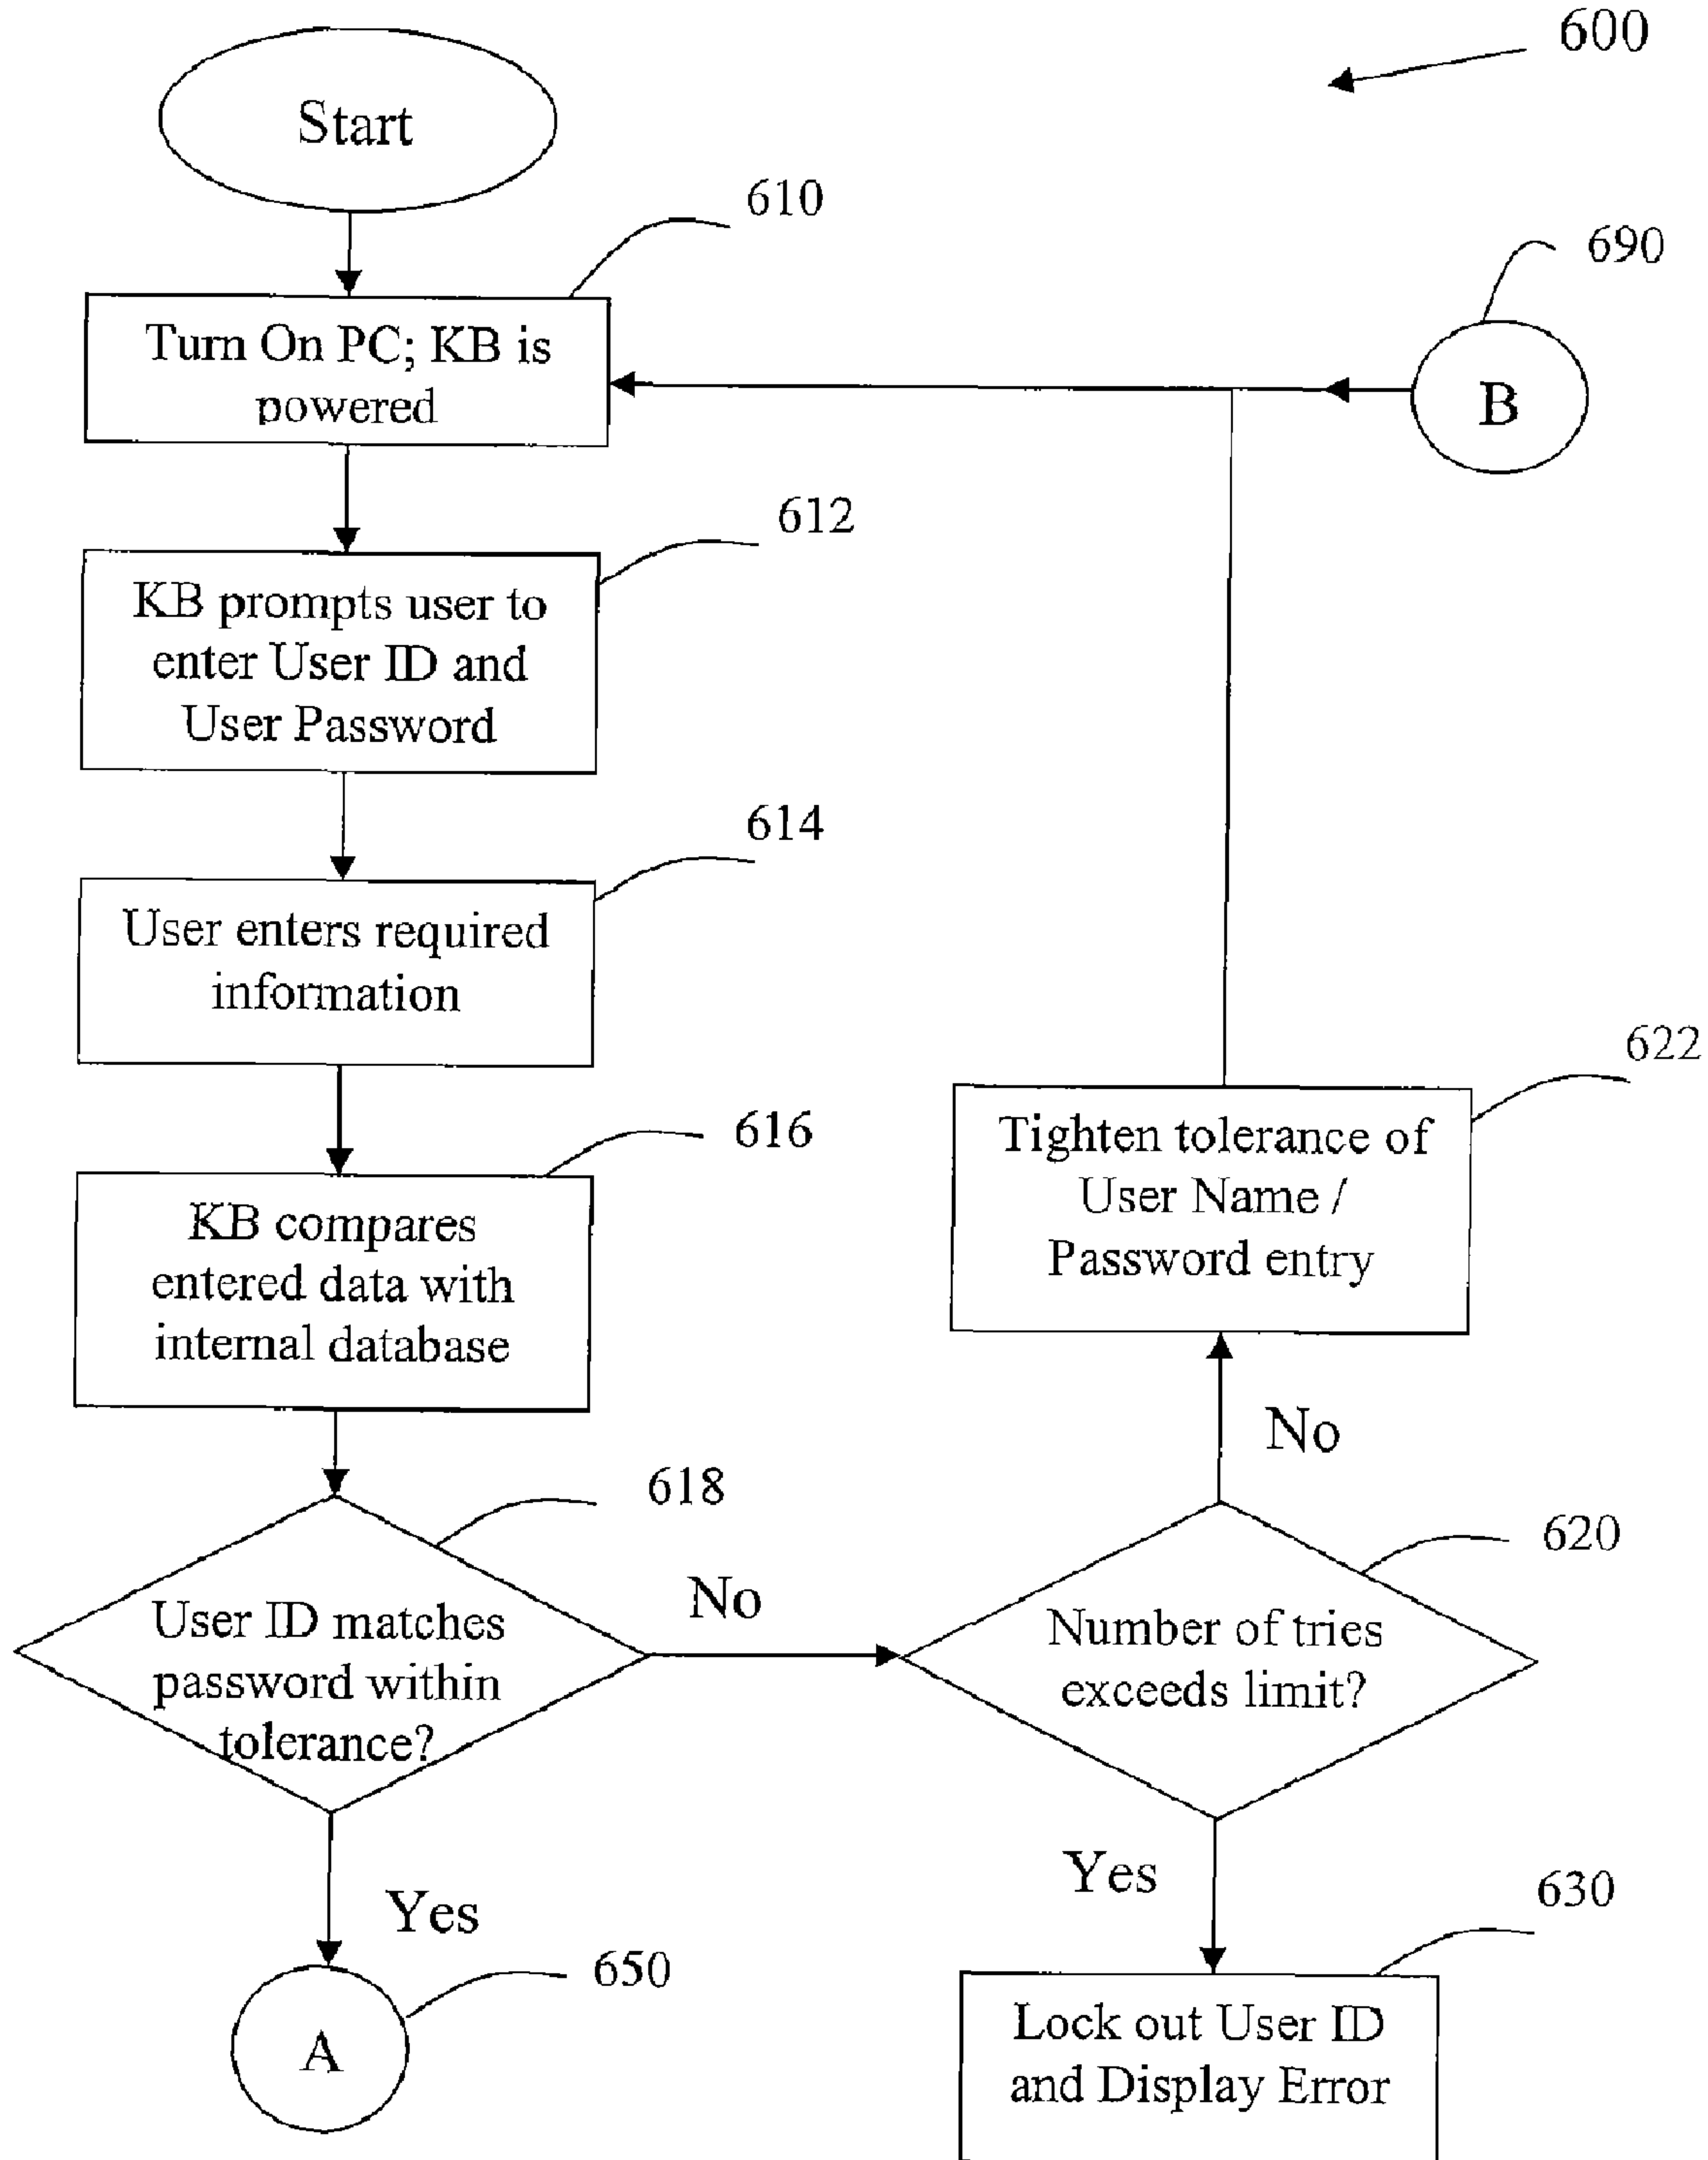 600
Start
610
690
Turn On PC; KB is
powered
B
612
KB prompts user to
enter User ID and
User Password
614
User enters required
information
622
Tighten tolerance of
User Name /
Password entry
616
KB compares
entered data with
internal database
No
618
620
No
User ID matches
password within
tolerance?
Number of tries
exceeds limit?
Yes
630
Yes
650
A
Lock out User ID
and Display Error